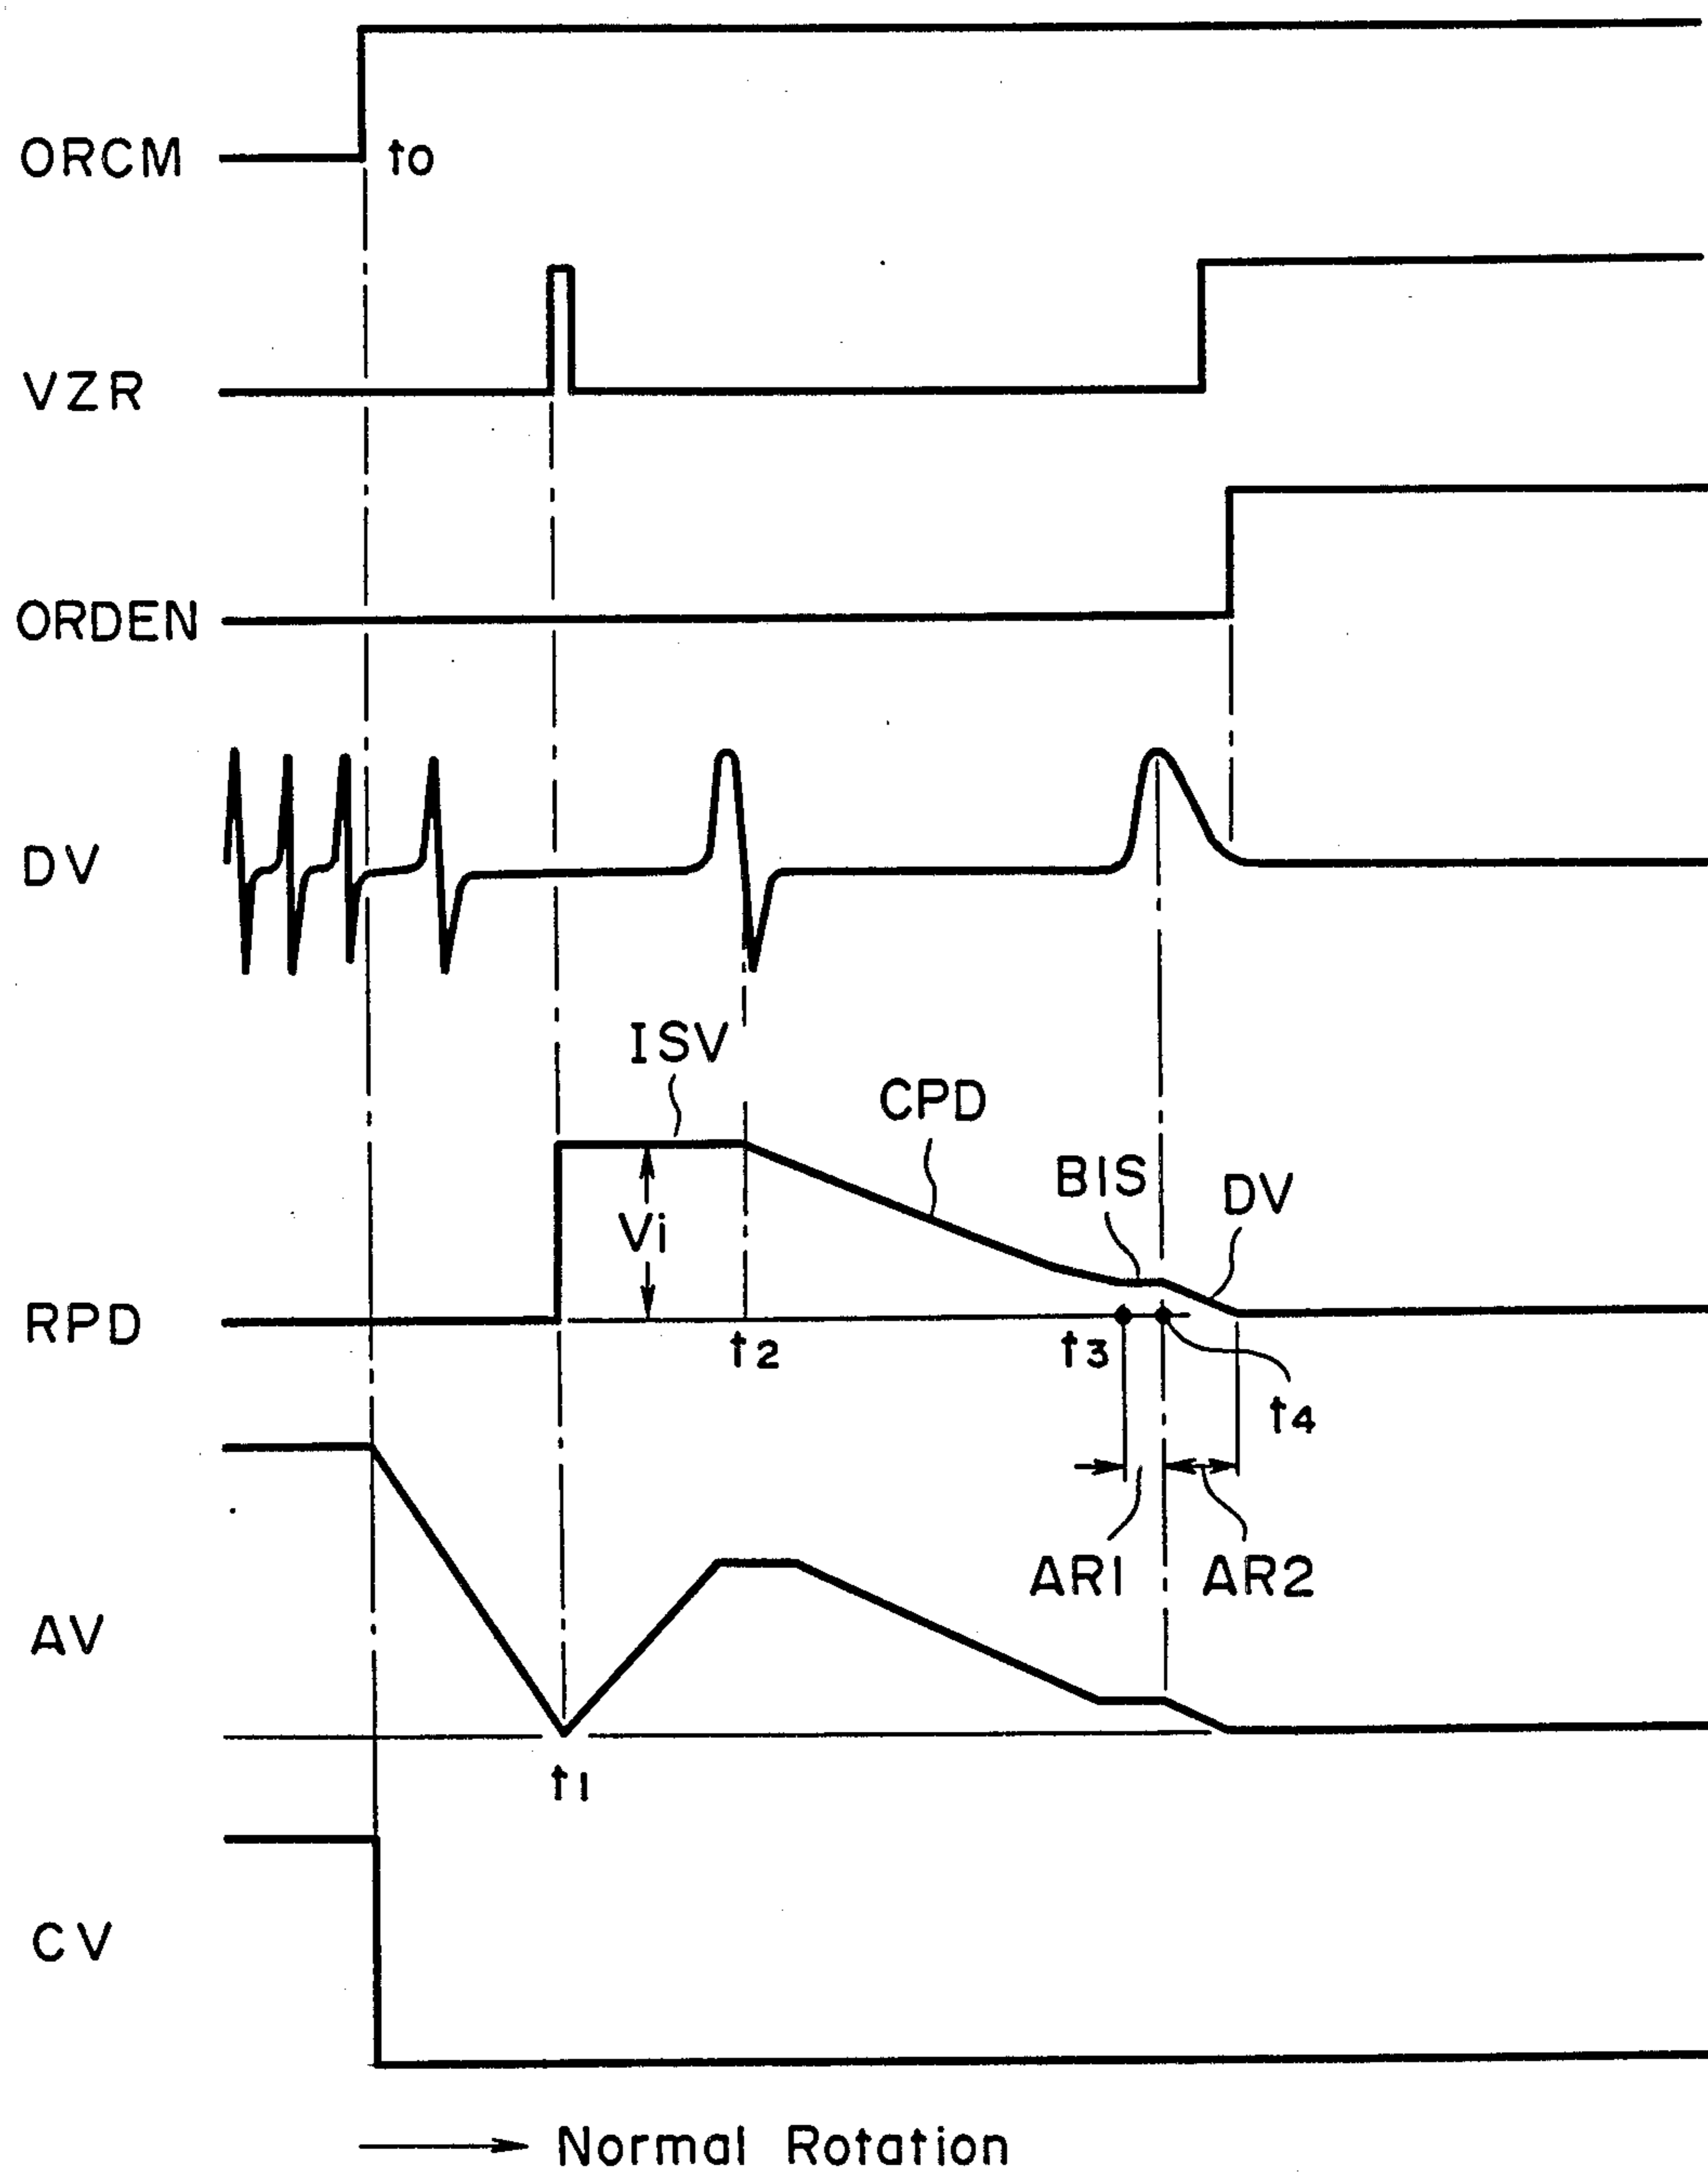 ORCM
to
VZR
ORDEN
DV
ISV
CPD
BIS
DV
Vi
RPD
t2
t3
t4
ARI
AR2
AV
t1
CV
Normal Rotation